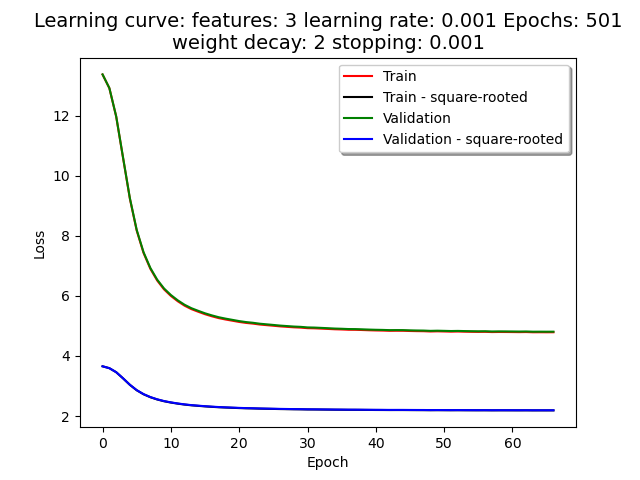 Learning curve: features: 3 learning rate: 0.001 Epochs: 501
weight decay: 2 stopping: 0.001
Train
Train - square-rooted
Validation
Validation - square-rooted
Loss
12
10
8
6
4
2
0
10
20
30
40
50
60
Epoch